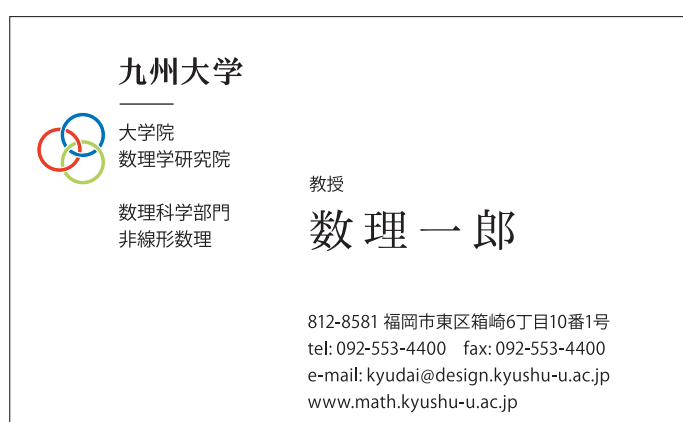 九州大学
大学院
数理学研究院
数理科学部門
非線形数理
教授
数理一郎
812-8581 福岡市東区箱崎6丁目10番1号
tel: 092-553-4400　fax: 092-553-4400
e-mail: kyudai@design.kyushu-u.ac.jp
www.math.kyushu-u.ac.jp